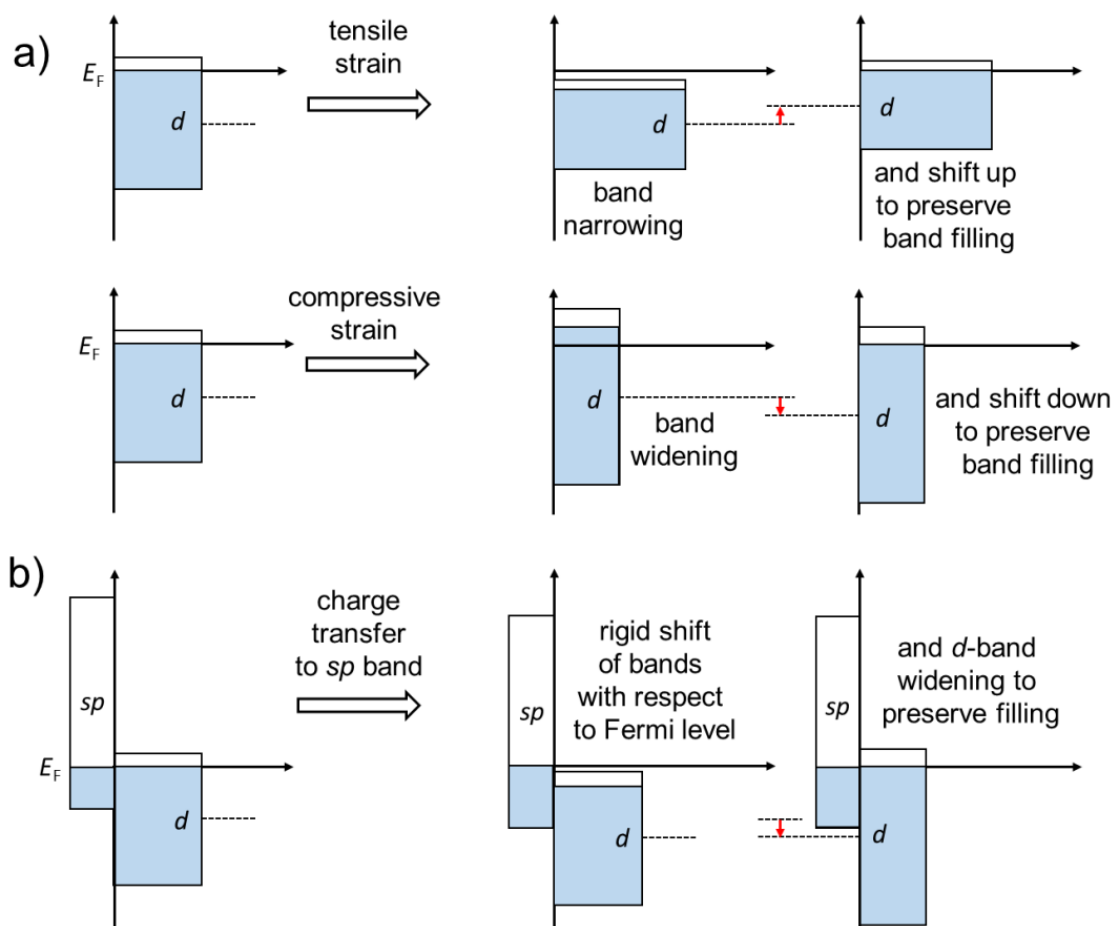 a)
E_F
d
tensile
strain
d
band
narrowing
d
and shift up
to preserve
band filling
E_F
d
compressive
strain
d
band
widening
d
and shift down
to preserve
band filling
b)
sp
E_F
d
charge
transfer
to sp band
sp
rigid shift
of bands
with respect
to Fermi level
d
sp
and d-band
widening to
preserve filling
d